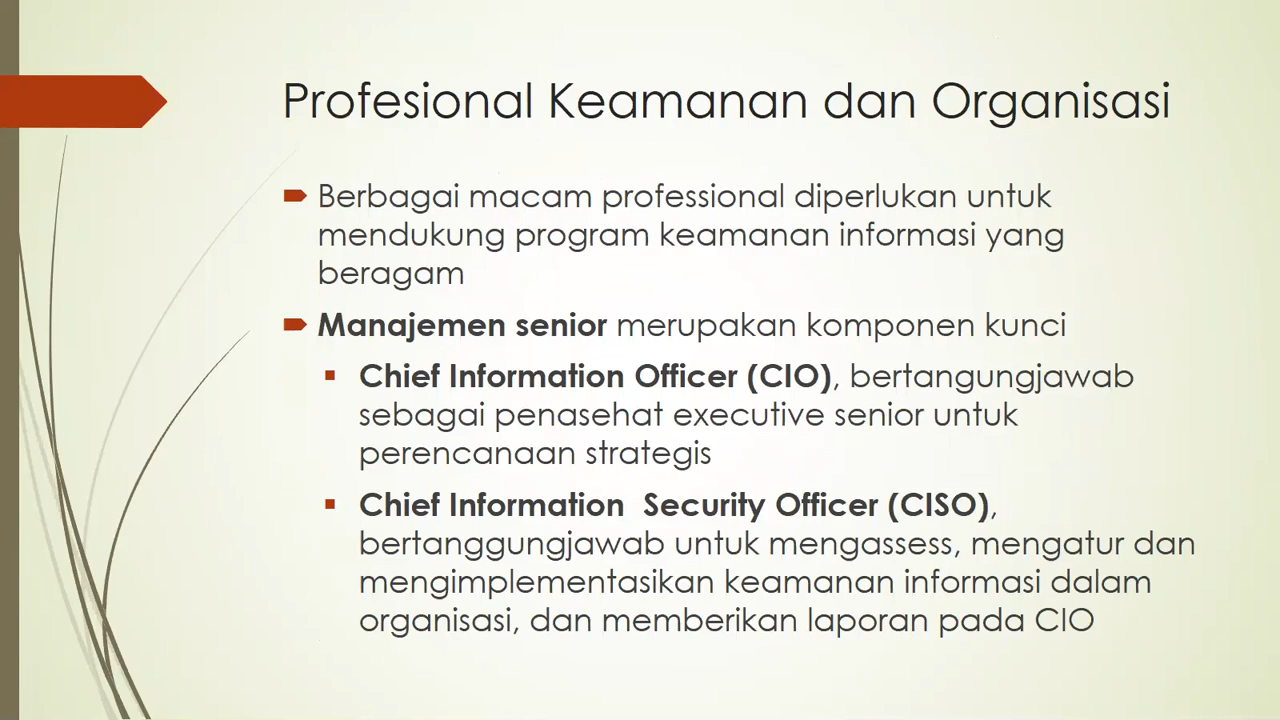 Profesional Keamanan dan Organisasi
Berbagai macam professional diperlukan untuk
mendukung program keamanan informasi yang
beragam
Manajemen senior merupakan komponen kunci
Chief Information Officer (CIO), bertangungjawab
sebagai penasehat executive senior untuk
perencanaan strategis
Chief Information Security Officer (CISO),
bertanggungjawab untuk mengassess, mengatur dan
mengimplementasikan keamanan informasi dalam
organisasi, dan memberikan laporan pada CIO